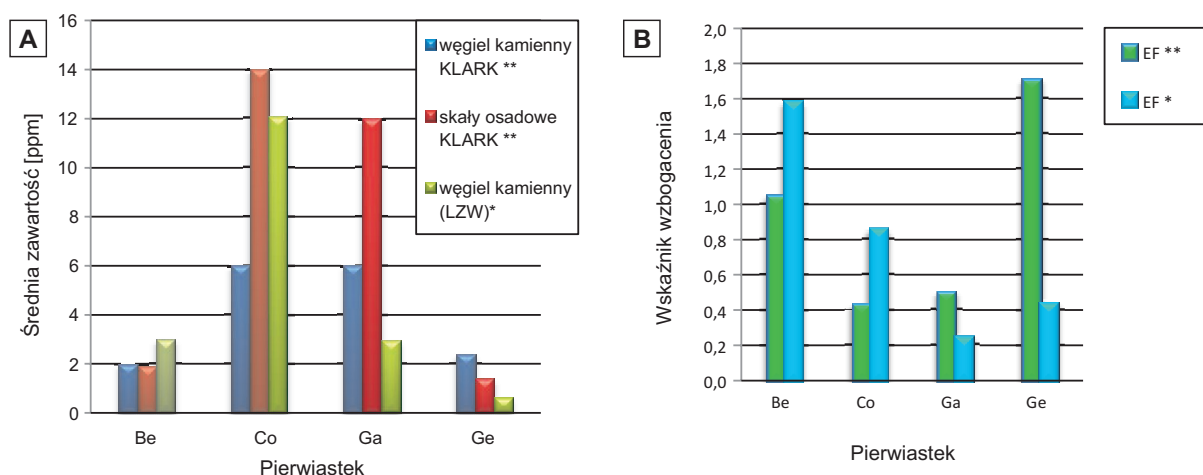 A
Średnia zawartość [ppm]
16
14
12
10
8
6
4
2
0
Be Co Ga Ge
Pierwiastek
węgiel kamienny
KLARK **
skały osadowe
KLARK **
węgiel kamienny
(LZW)*
B
Wskaźnik wzbogacenia
2,0
1,8
1,6
1,4
1,2
1,0
0,8
0,6
0,4
0,2
0,0
Be Co Ga Ge
Pierwiastek
EF **
EF *